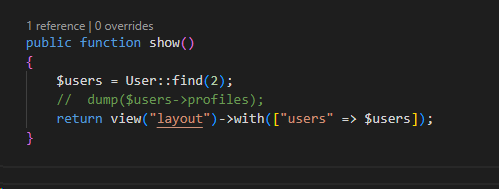 1 reference | 0 overrides
public function show()
{
    $users = User::find(2);
    //  dump($users->profiles);
    return view("layout")->with(["users" => $users]);
}